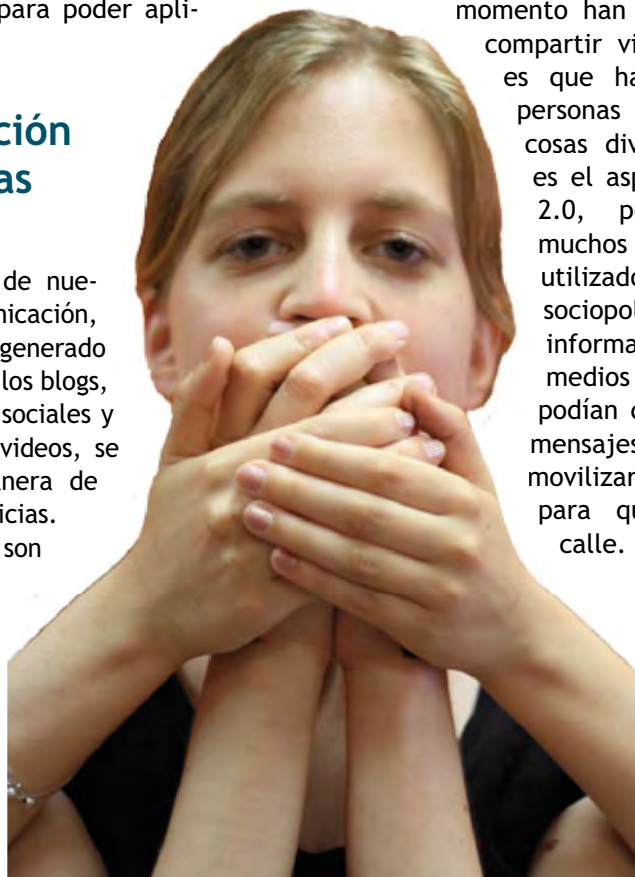 para poder apli-
ción
as
de nue-
nicación,
generado
los blogs,
sociales y
videos, se
nera de
icias.
son
momento han
compartir vi
es que ha
personas
cosas div
es el asp
2.0, p
muchos
utilizado
sociopol
informa
medios
podían
mensajes
movilizar
para qu
calle.